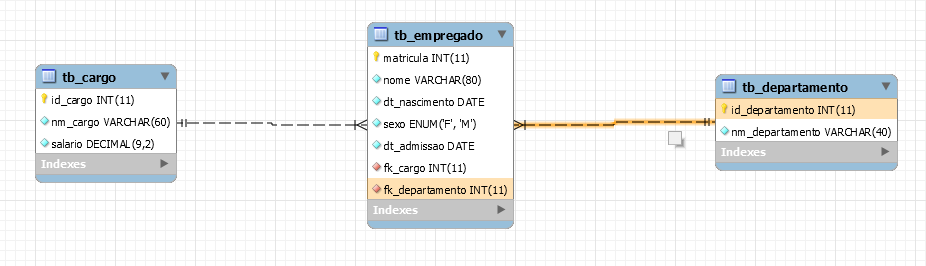 tb_cargo
id_cargo INT(11)
nm_cargo VARCHAR(60)
salario DECIMAL(9,2)
Indexes
tb_empregado
matricula INT(11)
nome VARCHAR(80)
dt_nascimento DATE
sexo ENUM('F', 'M')
dt_admissao DATE
fk_cargo INT(11)
fk_departamento INT(11)
Indexes
tb_departamento
id_departamento INT(11)
nm_departamento VARCHAR(40)
Indexes